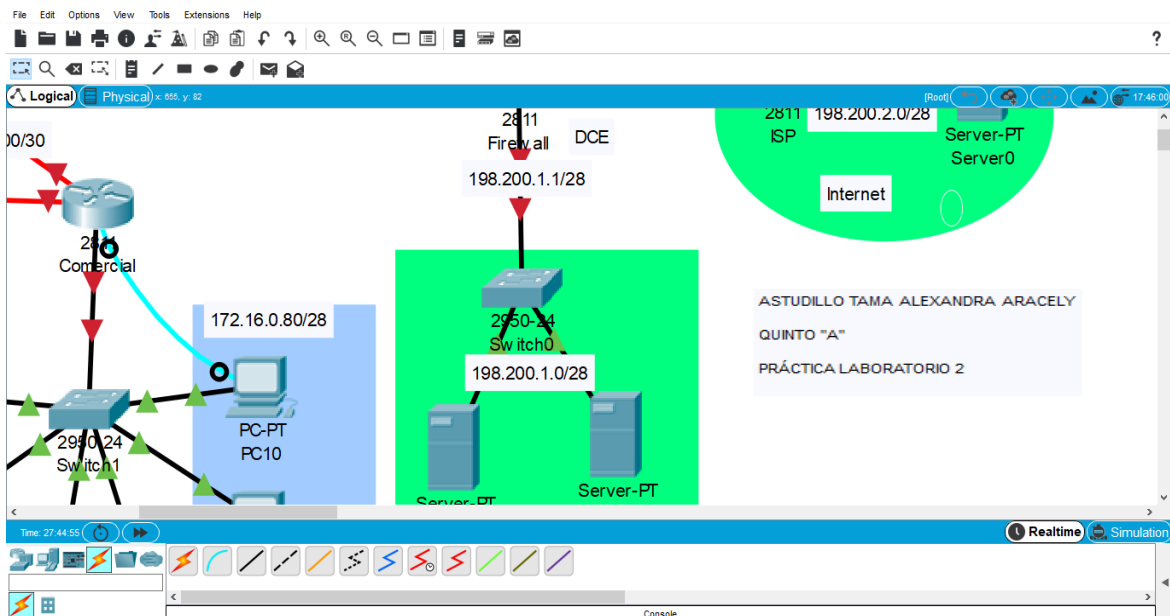 File Edit Options View Tools Extensions Help
?
Logical Physical x: 655, y: 82 [Root] 17:46:00
00/30
2811
Firewall
DCE
198.200.1.1/28
2811
ISP
198.200.2.0/28
Server-PT
Server0
Internet
2811
Comercial
172.16.0.80/28
PC-PT
PC10
2950-24
Switch1
2950-24
Switch0
198.200.1.0/28
Server-PT
Server-PT
ASTUDILLO TAMA ALEXANDRA ARACELY
QUINTO "A"
PRÁCTICA LABORATORIO 2
Time: 27:44:55 Realtime Simulation
Console